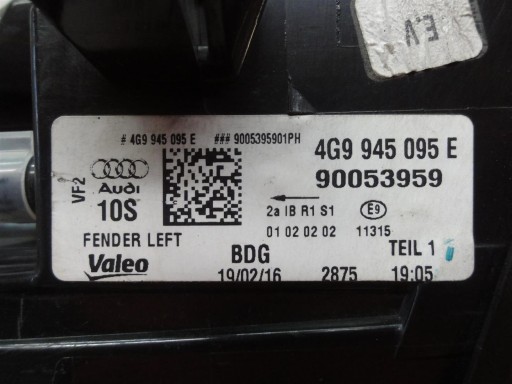 E.V
# 4G9 945 095 E ### 9005395901PH
4G9 945 095 E
90053959
VF2
Audi
10S
2a IB R1 S1 E9
01 02 02 02 11315
FENDER LEFT
BDG
TEIL 1
Valeo
19/02/16 2875 19:05